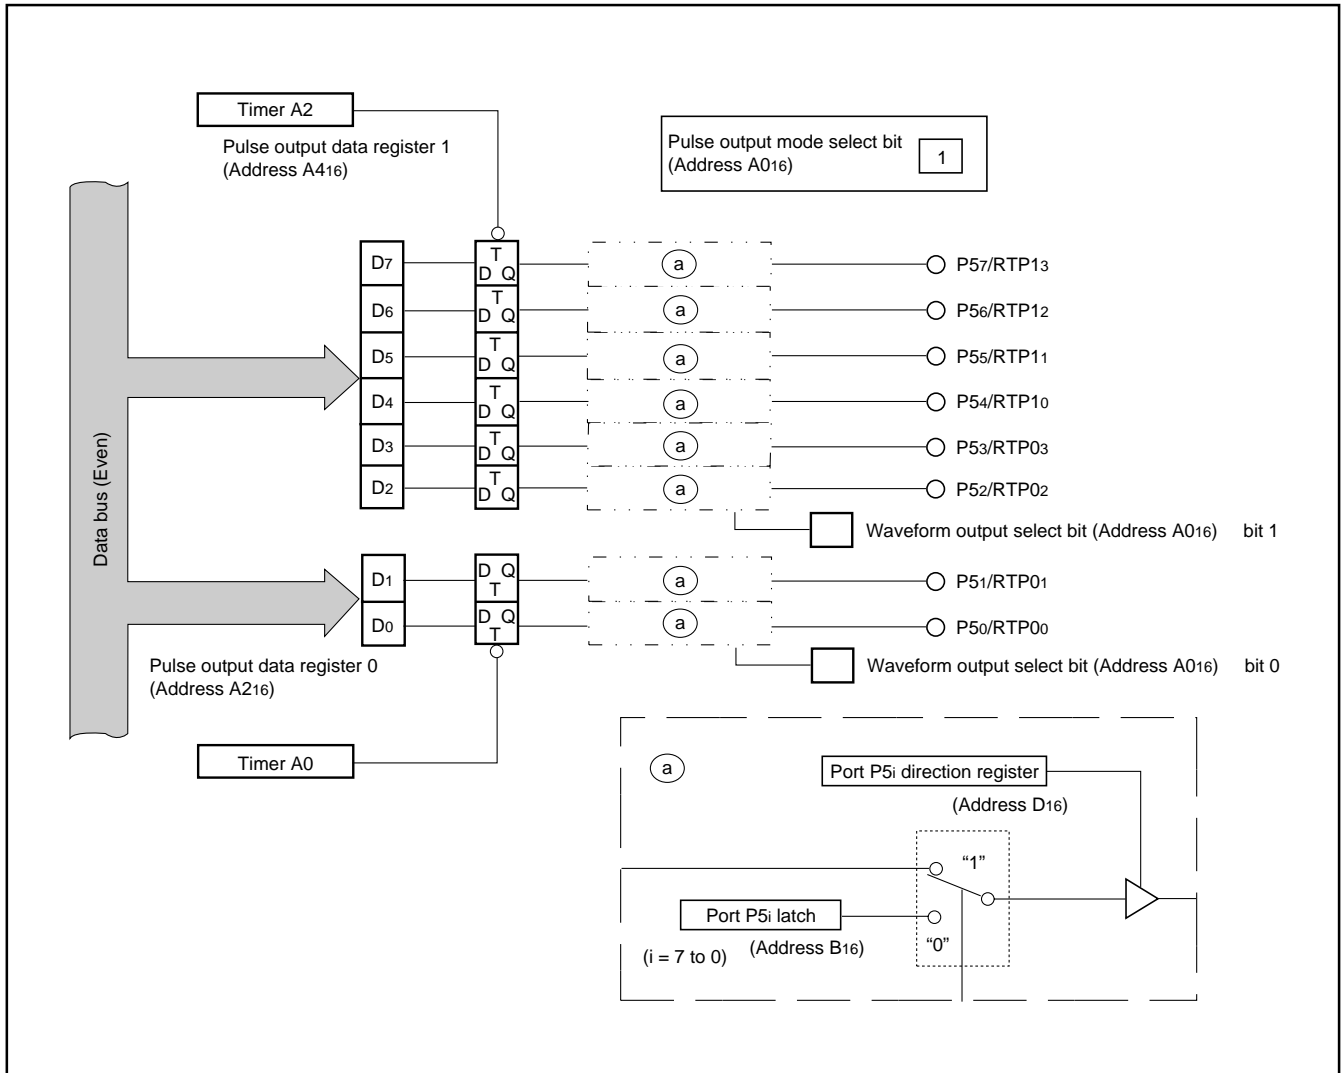 Timer A2
Pulse output data register 1
(Address A416)
Pulse output mode select bit
(Address A016)
1
Data bus (Even)
D7
T
D Q
a
P57/RTP13
D6
T
D Q
a
P56/RTP12
D5
T
D Q
a
P55/RTP11
D4
T
D Q
a
P54/RTP10
D3
T
D Q
a
P53/RTP03
D2
T
D Q
a
P52/RTP02
Waveform output select bit (Address A016) bit 1
D1
D Q
T
a
P51/RTP01
D0
D Q
T
a
P50/RTP00
Waveform output select bit (Address A016) bit 0
Pulse output data register 0
(Address A216)
Timer A0
a
Port P5i direction register
(Address D16)
“1”
Port P5i latch
(Address B16)
“0”
(i = 7 to 0)